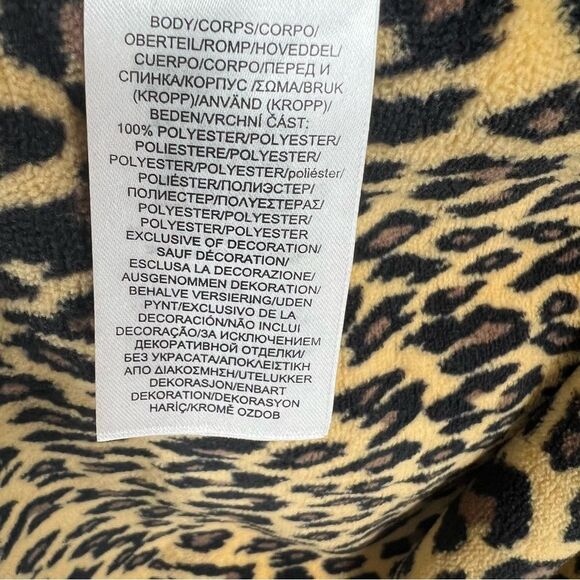 BODY/CORPS/CORPO/
OBERTEIL/ROMP/HOVEDDEL/
CUERPO/CORPO/ПЕРЕД И
СПИНКА/КОРПУС /ΣΩΜΑ/BRUK
(KROPP)/ANVÄND (KROPP)/
BEDEN/VRCHNÍ ČÁST:
100% POLYESTER/POLYESTER/
POLIESTERE/POLYESTER/
POLYESTER/POLYESTER/poliéster/
POLIÉSTER/ПОЛИЭСТЕР/
ПОЛИЕСТЕР/ΠΟΛΥΕΣΤΕΡΑΣ/
POLYESTER/POLYESTER/
POLYESTER/POLYESTER
EXCLUSIVE OF DECORATION/
SAUF DÉCORATION/
ESCLUSA LA DECORAZIONE/
AUSGENOMMEN DEKORATION/
BEHALVE VERSIERING/UDEN
PYNT/EXCLUSIVO DE LA
DECORACIÓN/NÃO INCLUI
DECORAÇÃO/ЗА ИСКЛЮЧЕНИЕМ
ДЕКОРАТИВНОЙ ОТДЕЛКИ/
БЕЗ УКРАСАТА/ΑΠΟΚΛΕΙΣΤΙΚΗ
ΑΠΟ ΔΙΑΚΟΣΜΗΣΗ/UTELUKKER
DEKORASJON/ENBART
DEKORATION/DEKORASYON
HARİÇ/KROMĚ OZDOB